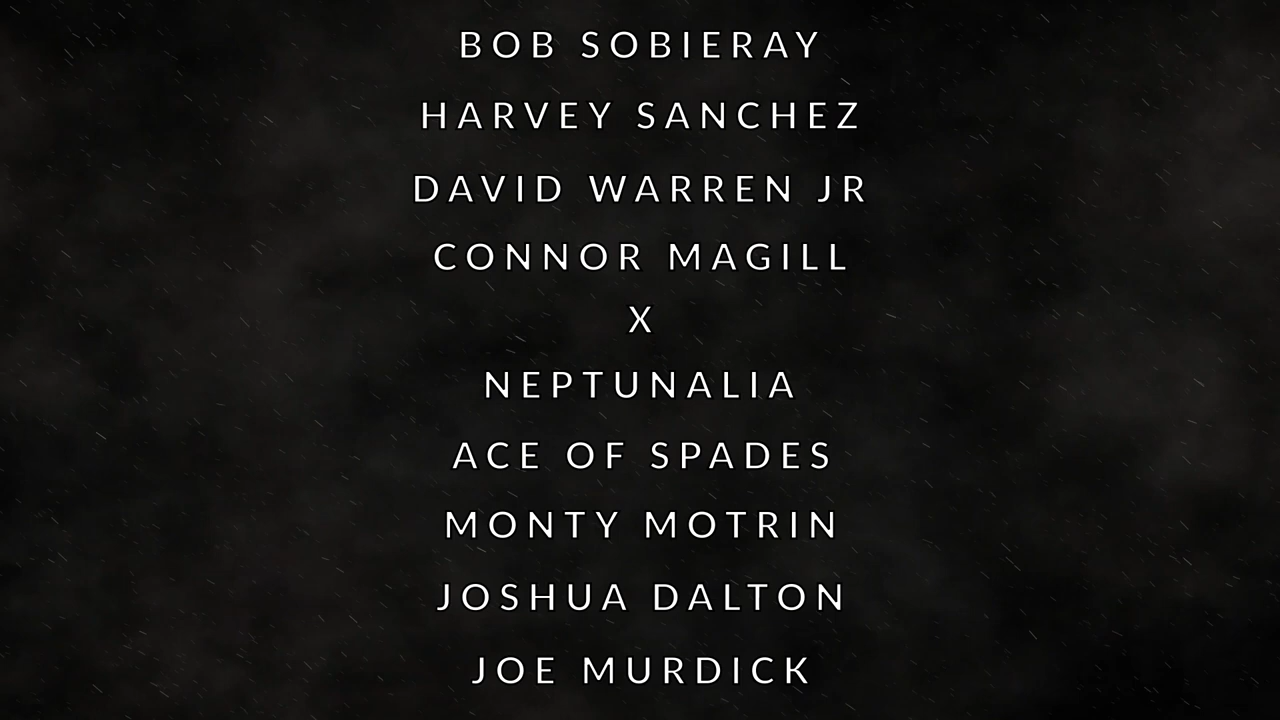 BOB SOBIERAY
HARVEY SANCHEZ
DAVID WARREN JR
CONNOR MAGILL
X
NEPTUNALIA
ACE OF SPADES
MONTY MOTRIN
JOSHUA DALTON
JOE MURDICK